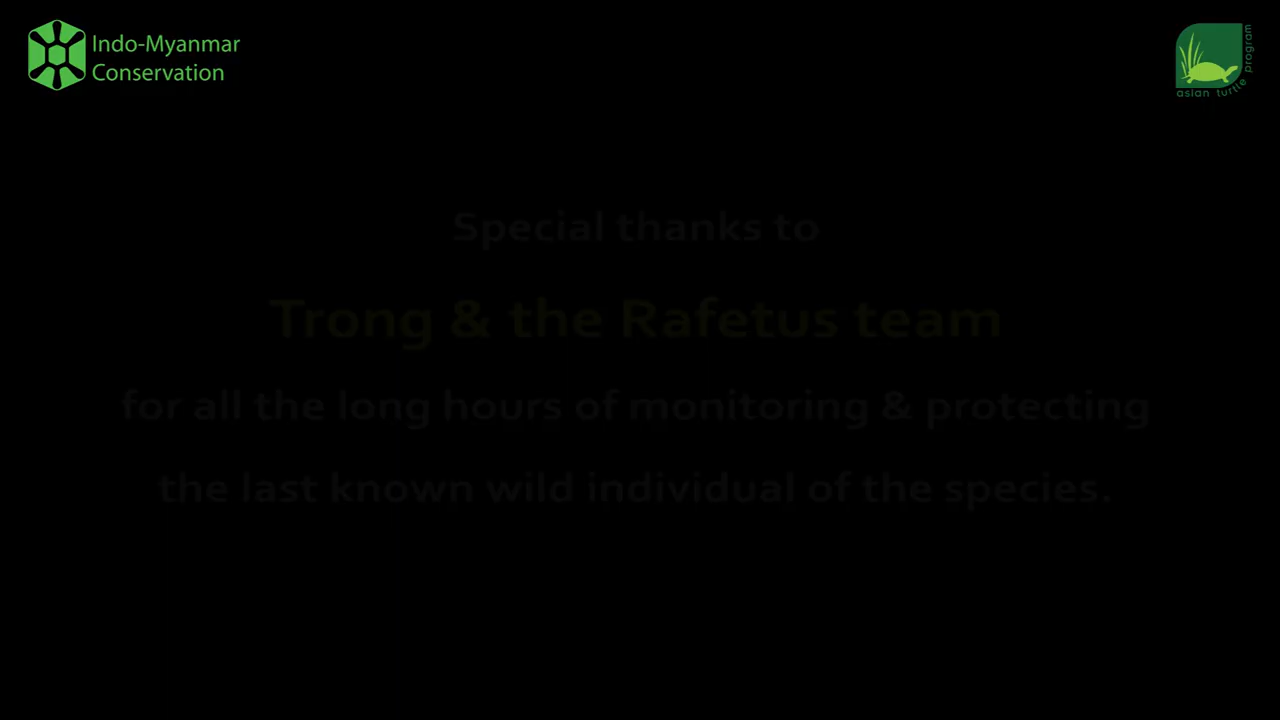 Indo-Myanmar
Conservation
asian turtle program
Special thanks to
Trong & the Rafetus team
for all the long hours of monitoring & protecting
the last known wild individual of the species.